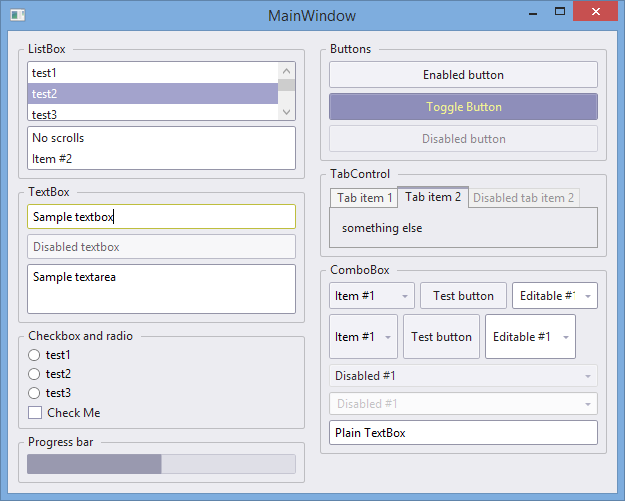 MainWindow
ListBox
test1
test2
test3
No scrolls
Item #2
TextBox
Sample textbox
Disabled textbox
Sample textarea
Checkbox and radio
test1
test2
test3
Check Me
Progress bar
Buttons
Enabled button
Toggle Button
Disabled button
TabControl
Tab item 1 Tab item 2 Disabled tab item 2
something else
ComboBox
Item #1 Test button Editable #1
Item #1 Test button Editable #1
Disabled #1
Disabled #1
Plain TextBox